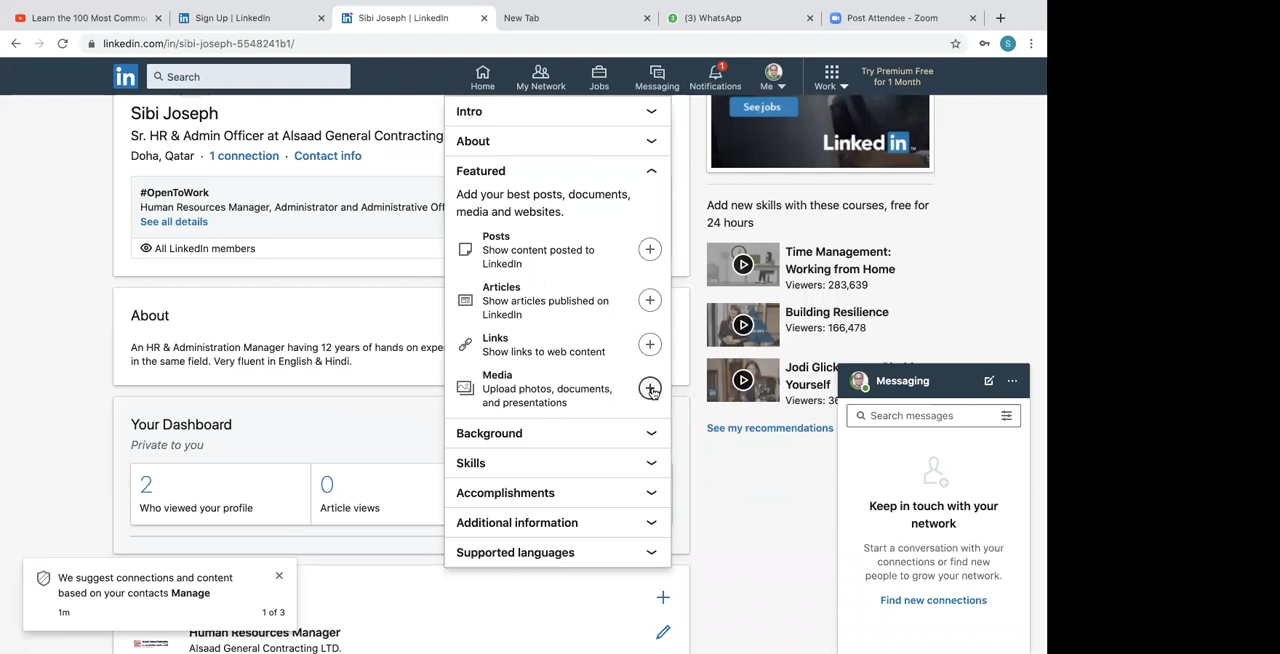 Learn the 100 Most Commo
Sign Up | LinkedIn
Sibi Joseph | LinkedIn
New Tab
(3) WhatsApp
Post Attendee - Zoom
linkedin.com/in/sibi-joseph-5548241b1/
S
in
Search
Home
My Network
Jobs
Messaging
1
Notifications
Me
Work
Try Premium Free
for 1 Month
Sibi Joseph
Sr. HR & Admin Officer at Alsaad General Contracting
Doha, Qatar · 1 connection · Contact info
#OpenToWork
Human Resources Manager, Administrator and Administrative Off
See all details
All LinkedIn members
About
An HR & Administration Manager having 12 years of hands on expe
in the same field. Very fluent in English & Hindi.
Your Dashboard
Private to you
2
Who viewed your profile
0
Article views
We suggest connections and content
based on your contacts Manage
1m
1 of 3
Human Resources Manager
Alsaad General Contracting LTD.
Intro
About
Featured
Add your best posts, documents,
media and websites.
Posts
Show content posted to
LinkedIn
Articles
Show articles published on
LinkedIn
Links
Show links to web content
Media
Upload photos, documents,
and presentations
Background
Skills
Accomplishments
Additional information
Supported languages
See jobs
Linked in
Add new skills with these courses, free for
24 hours
Time Management:
Working from Home
Viewers: 283,639
Building Resilience
Viewers: 166,478
Jodi Glick
Yourself
Viewers: 36
See my recommendations
Messaging
Search messages
Keep in touch with your
network
Start a conversation with your
connections or find new
people to grow your network.
Find new connections